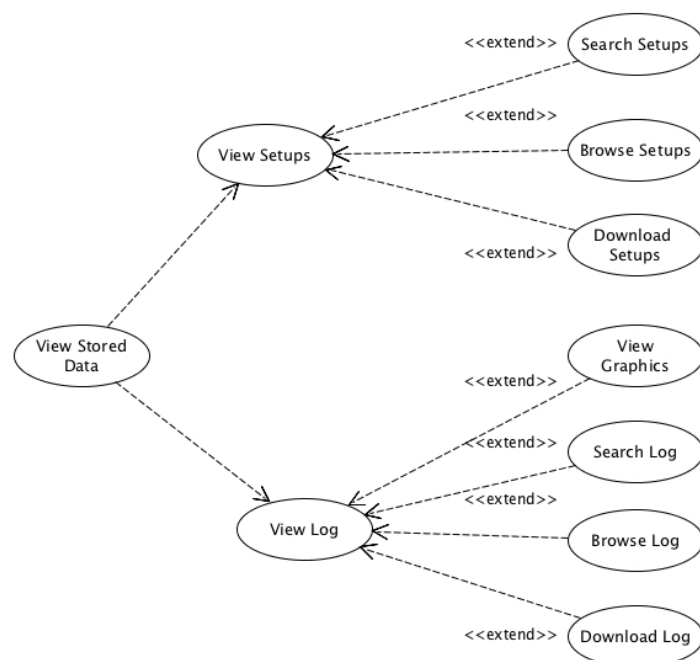 <<extend>>
Search Setups
<<extend>>
View Setups
Browse Setups
Download
Setups
<<extend>>
View Stored
Data
View
Graphics
<<extend>>
<<extend>>
Search Log
<<extend>>
View Log
Browse Log
<<extend>>
Download Log